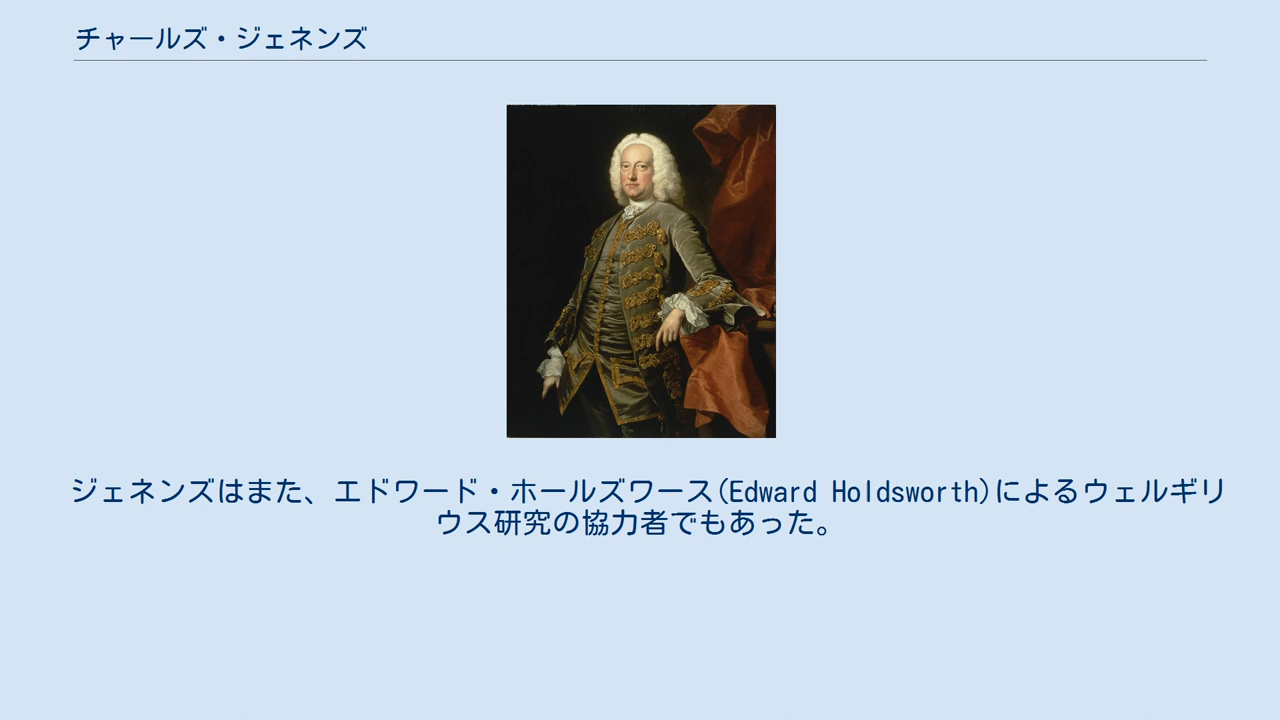 チャールズ・ジェネンズ
ジェネンズはまた、エドワード・ホールズワース(Edward Holdsworth)によるウェルギリ
ウス研究の協力者でもあった。